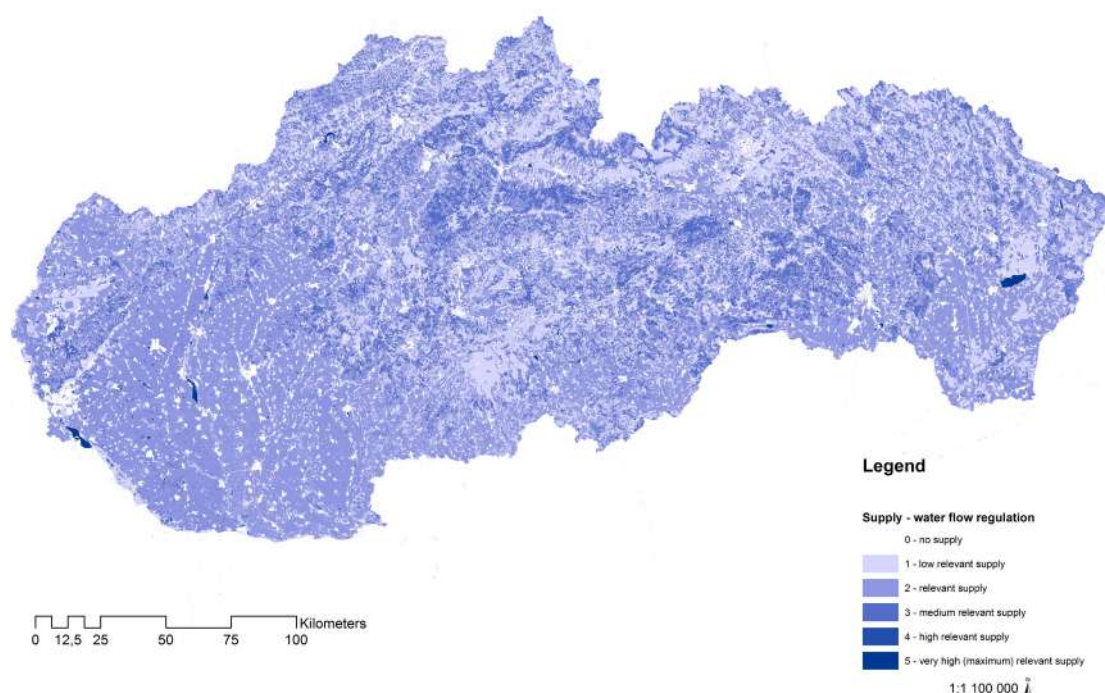 Legend
Supply - water flow regulation
0 - no supply
1 - low relevant supply
2 - relevant supply
3 - medium relevant supply
4 - high relevant supply
5 - very high (maximum) relevant supply
Kilometers
0 12,5 25 50 75 100
1:1 100 000
N